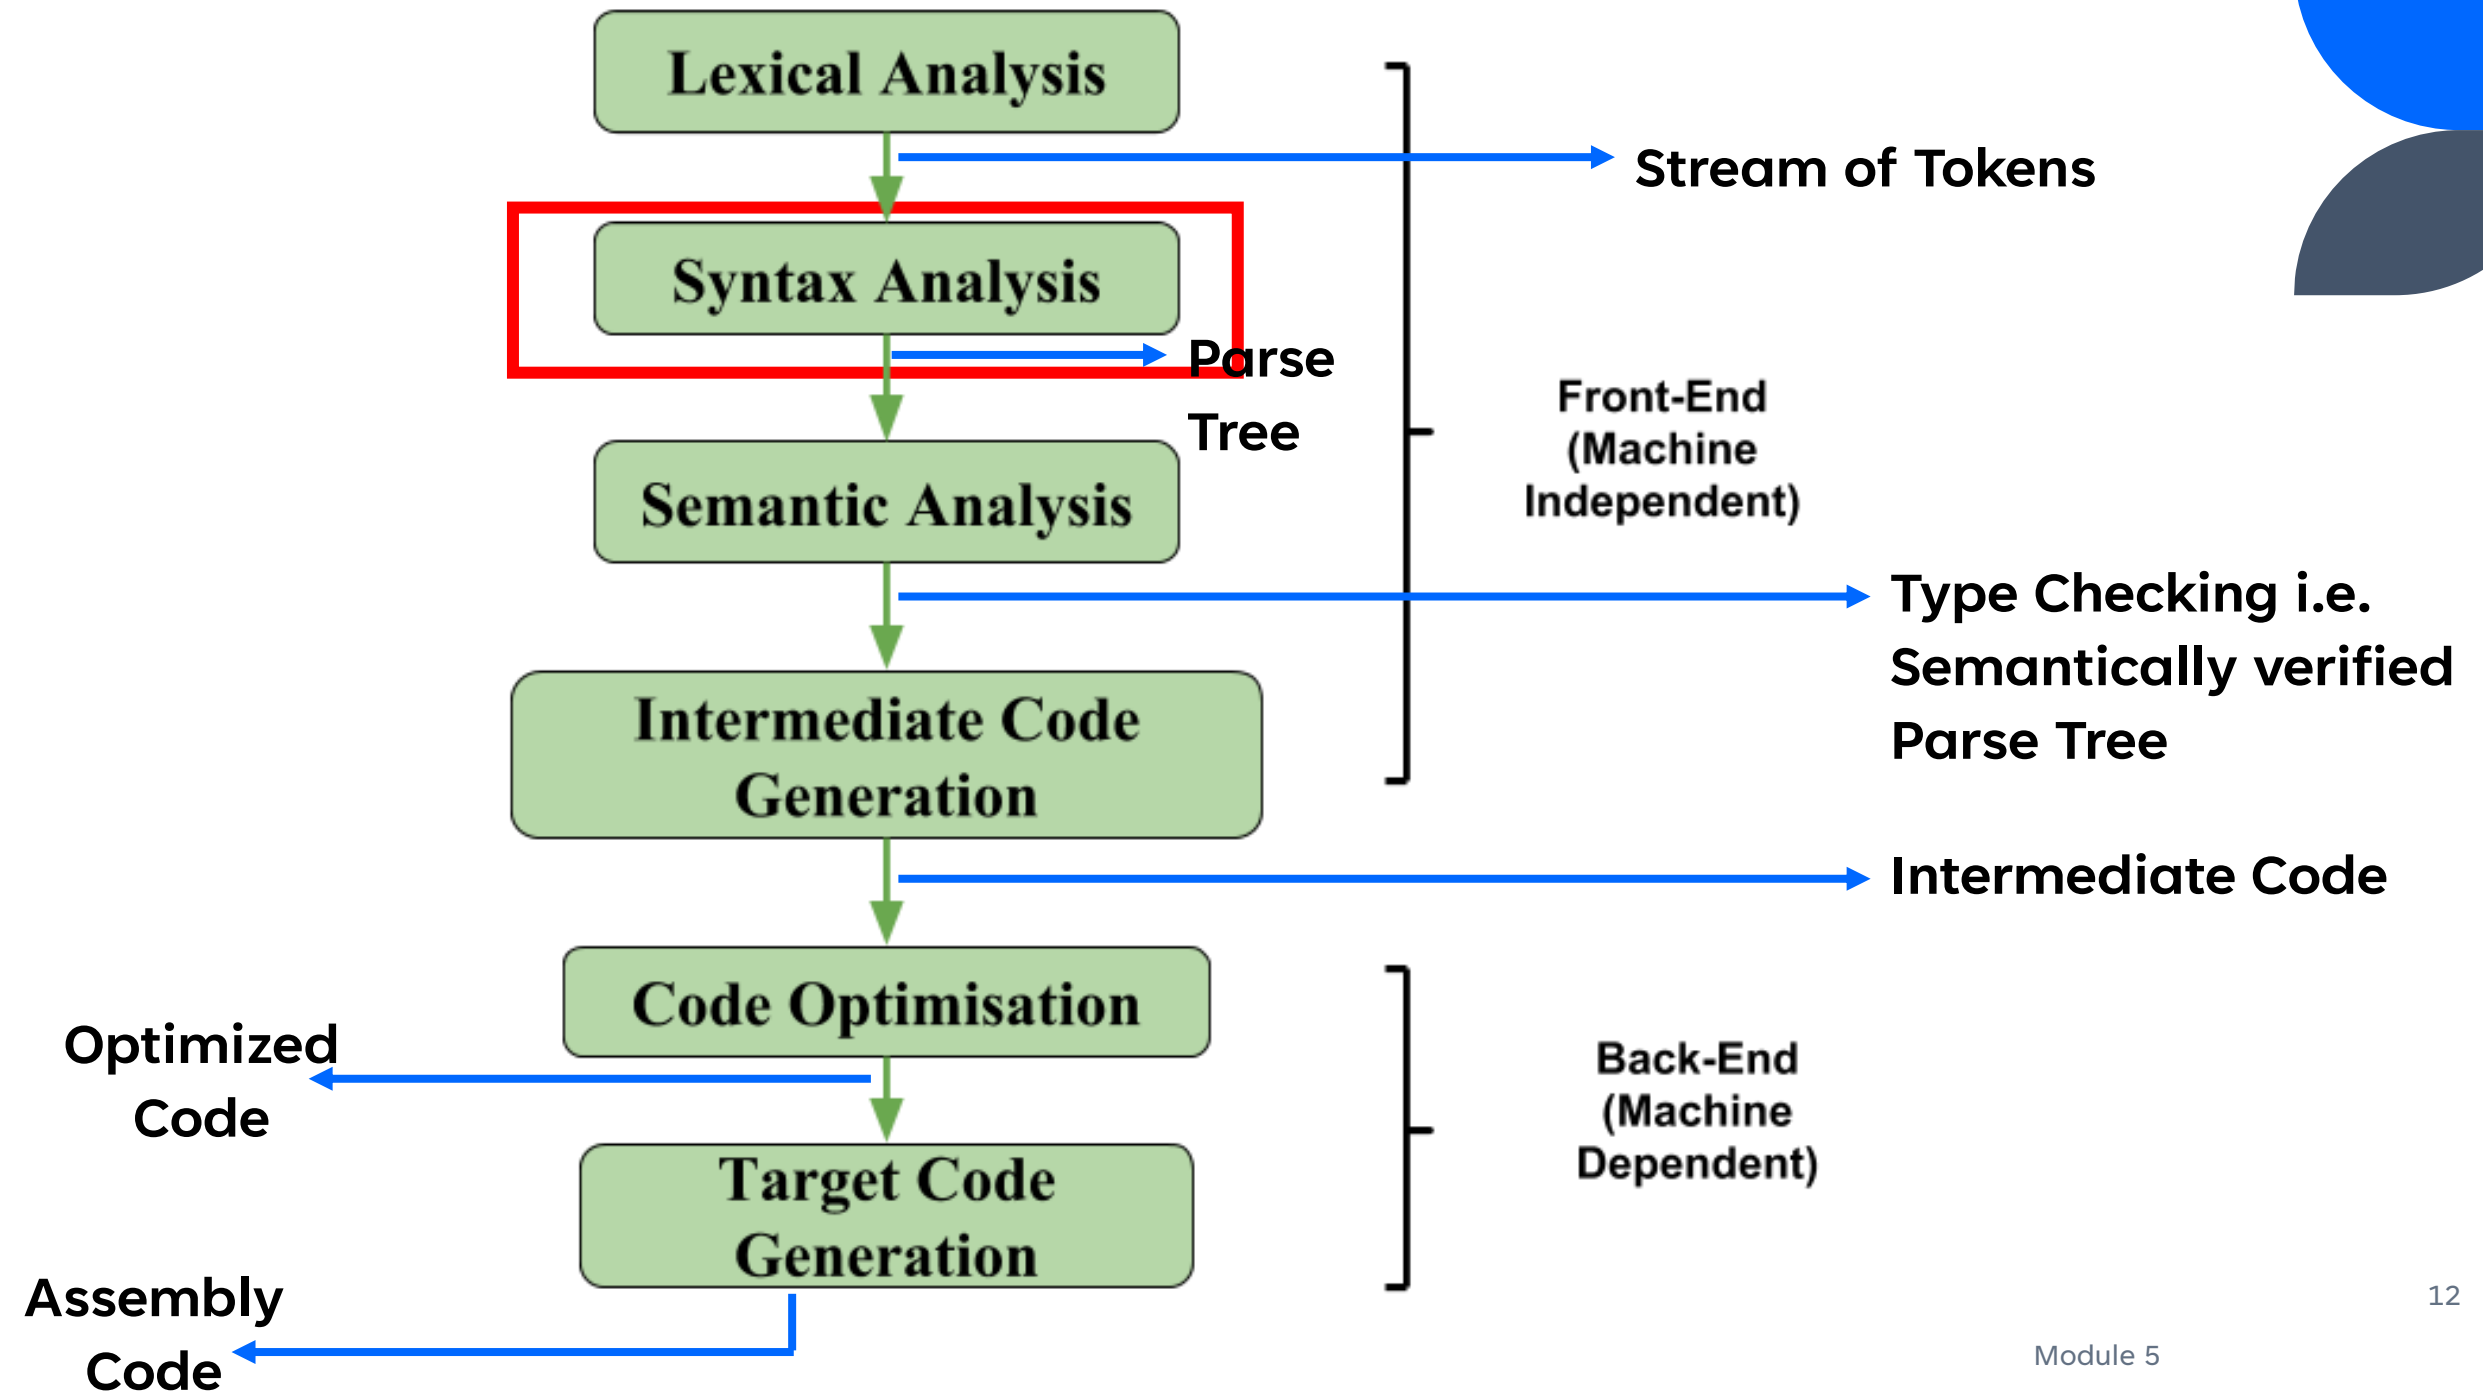 Lexical Analysis
Stream of Tokens
Syntax Analysis
Parse
Tree
Front-End
(Machine
Independent)
Semantic Analysis
Type Checking i.e.
Semantically verified
Parse Tree
Intermediate Code
Generation
Intermediate Code
Code Optimisation
Optimized
Code
Back-End
(Machine
Dependent)
Target Code
Generation
Assembly
Code
12
Module 5